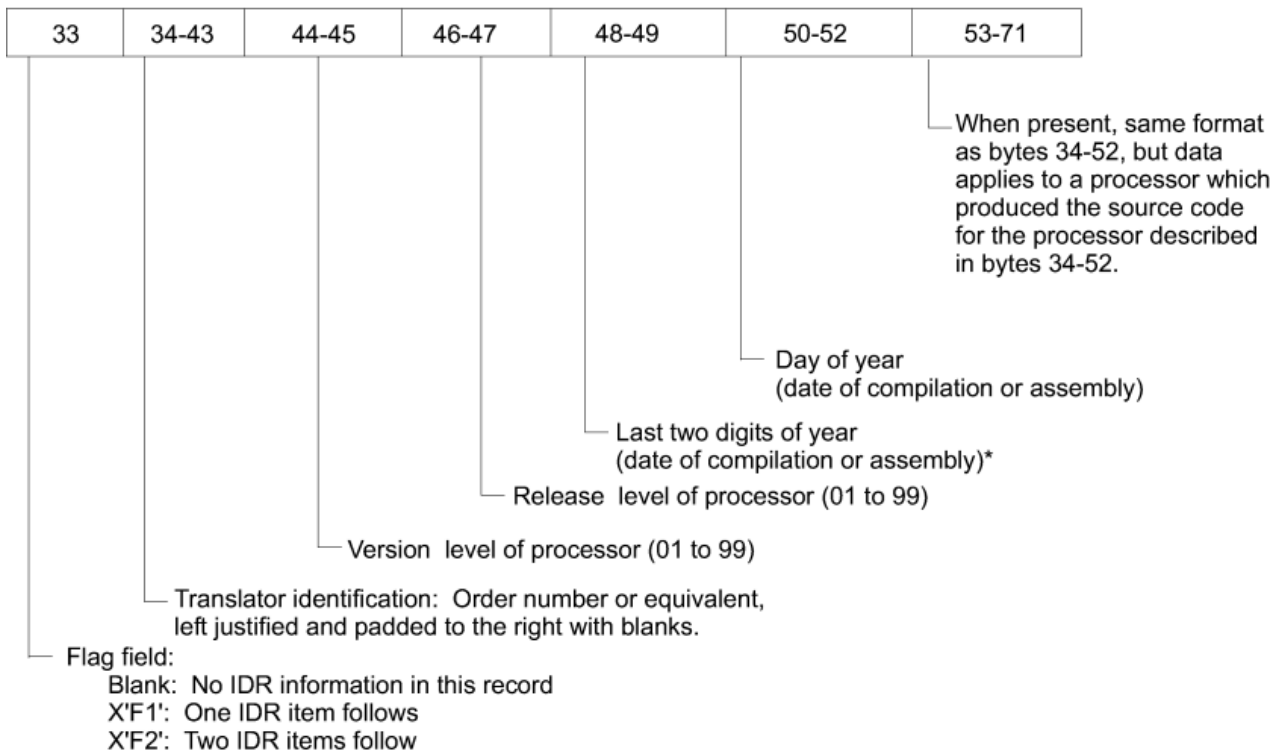 33 34-43 44-45 46-47 48-49 50-52 53-71
When present, same format
as bytes 34-52, but data
applies to a processor which
produced the source code
for the processor described
in bytes 34-52.
Day of year
(date of compilation or assembly)
Last two digits of year
(date of compilation or assembly)*
Release level of processor (01 to 99)
Version level of processor (01 to 99)
Translator identification: Order number or equivalent,
left justified and padded to the right with blanks.
Flag field:
Blank: No IDR information in this record
X'F1': One IDR item follows
X'F2': Two IDR items follow